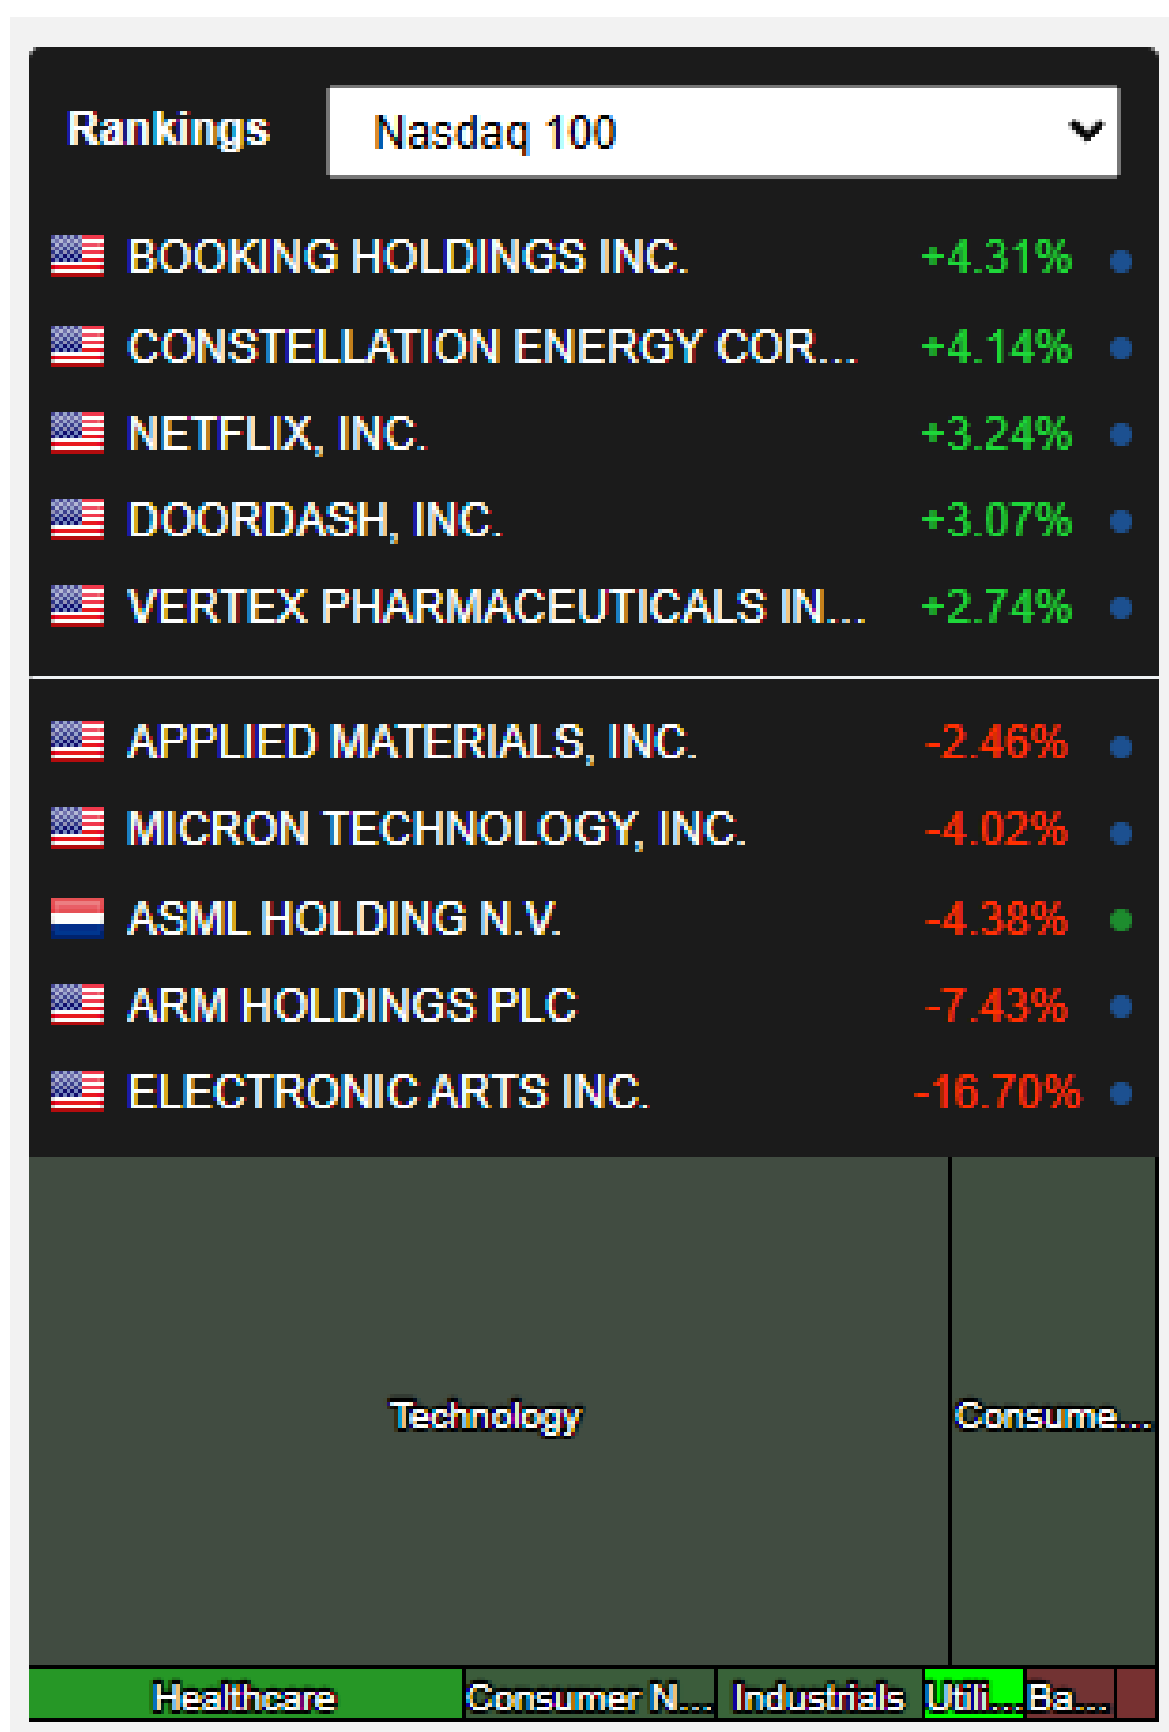 Rankings Nasdaq 100
BOOKING HOLDINGS INC. +4.31%
CONSTELLATION ENERGY COR... +4.14%
NETFLIX, INC. +3.24%
DOORDASH, INC. +3.07%
VERTEX PHARMACEUTICALS IN... +2.74%
APPLIED MATERIALS, INC. -2.46%
MICRON TECHNOLOGY, INC. -4.02%
ASML HOLDING N.V. -4.38%
ARM HOLDINGS PLC -7.43%
ELECTRONIC ARTS INC. -16.70%
Technology Consume...
Healthcare Consumer N... Industrials Utili... Ba...